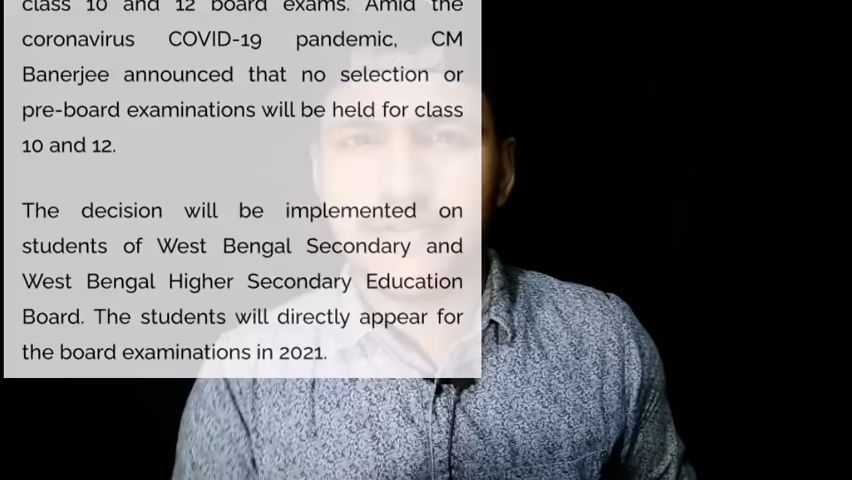 class 10 and 12 board exams. Amid the
coronavirus COVID-19 pandemic, CM
Banerjee announced that no selection or
pre-board examinations will be held for class
10 and 12.
The decision will be implemented on
students of West Bengal Secondary and
West Bengal Higher Secondary Education
Board. The students will directly appear for
the board examinations in 2021.